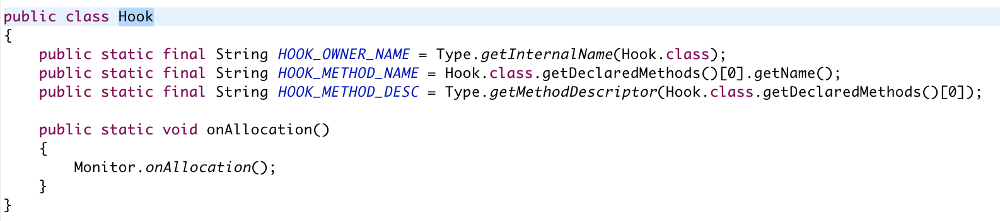 public class Hook
{
    public static final String HOOK_OWNER_NAME = Type.getInternalName(Hook.class);
    public static final String HOOK_METHOD_NAME = Hook.class.getDeclaredMethods()[0].getName();
    public static final String HOOK_METHOD_DESC = Type.getMethodDescriptor(Hook.class.getDeclaredMethods()[0]);

    public static void onAllocation()
    {
        Monitor.onAllocation();
    }
}